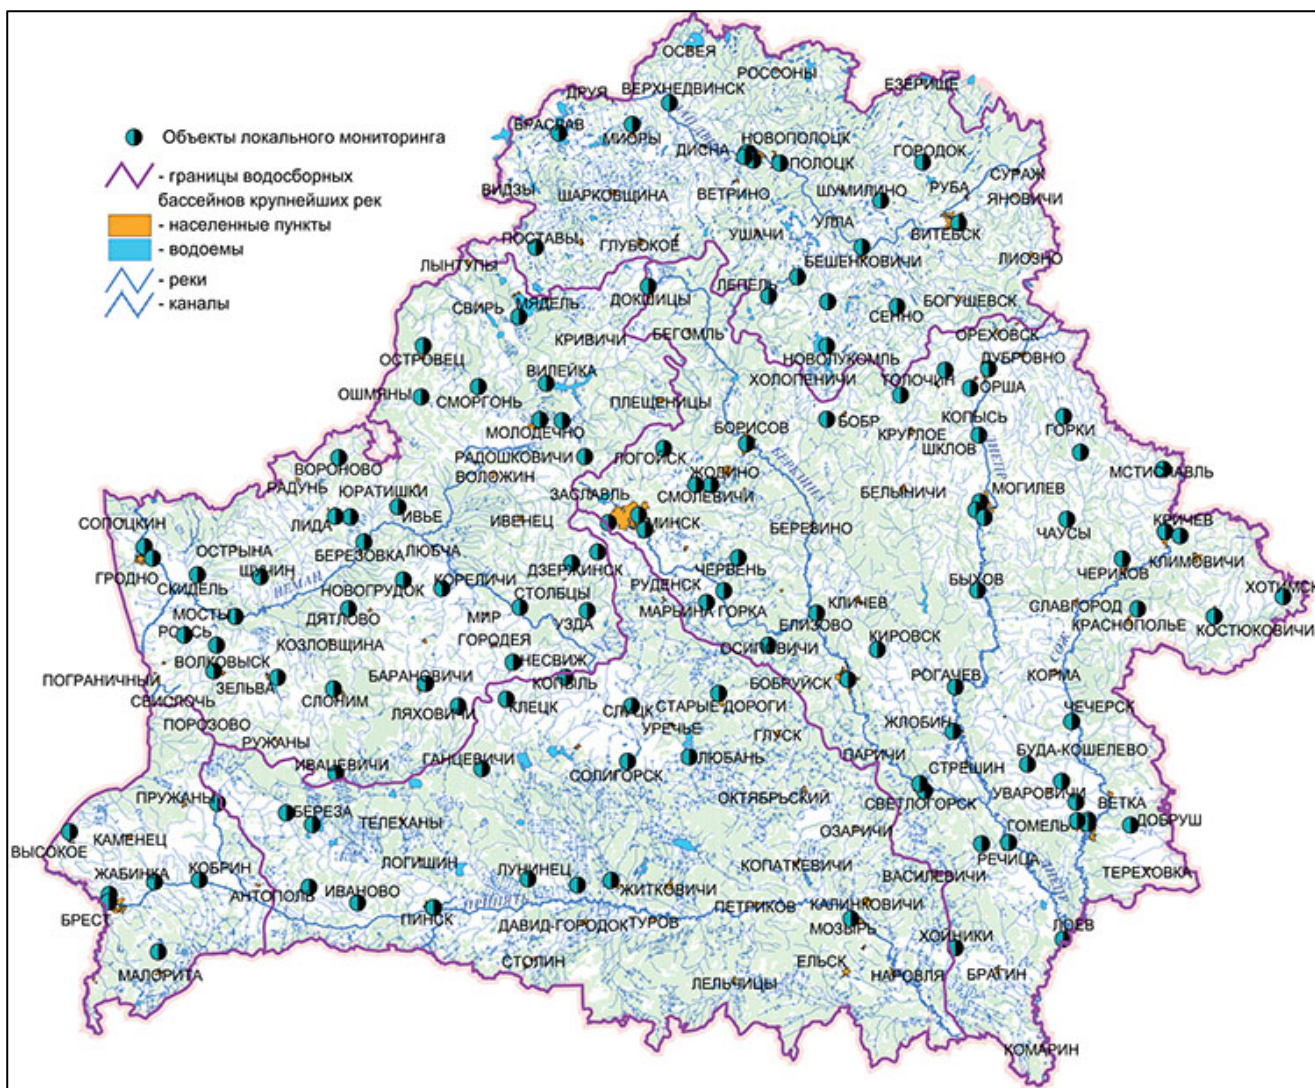 ОСВЕЯ
РОССОНЫ
ЕЗЕРИЩЕ
ДРУЯ
ВЕРХНЕДВИНСК
БРАСЛАВ
МИОРЫ
ДИСНА
НОВОПОЛОЦК
ПОЛОЦК
ГОРОДОК
СУРАЖ
Объекты локального мониторинга
- границы водосборных
бассейнов крупнейших рек
- населенные пункты
- водоемы
- реки
- каналы
ВИДЗЫ
ШАРКОВЩИНА
ВЕТРИНО
ШУМИЛИНО
РУБА
ЯНОВИЧИ
УЛЛА
ВИТЕБСК
ПОСТАВЫ
ГЛУБОКОЕ
УШАЧИ
БЕШЕНКОВИЧИ
ЛИОЗНО
ЛЫНТУПЫ
СВИРЬ
МЯДЕЛЬ
ДОКШИЦЫ
ЛЕПЕЛЬ
СЕННО
БОГУШЕВСК
КРИВИЧИ
БЕГОМЛЬ
ОРЕХОВСК
ОСТРОВЕЦ
НОВОЛУКОМЛЬ
ДУБРОВНО
ОШМЯНЫ
СМОРГОНЬ
ВИЛЕЙКА
ПЛЕЩЕНИЦЫ
ХОЛОПЕНИЧИ
ТОЛОЧИН
ОРША
МОЛОДЕЧНО
БОРИСОВ
БОБР
КРУГЛОЕ
КОПЫСЬ
ШКЛОВ
ГОРКИ
ВОРОНОВО
РАДОШКОВИЧИ
ЛОГОЙСК
БЕРЕЗИНА
ДНЕПР
МСТИСЛАВЛЬ
РАДУНЬ
ЮРАТИШКИ
ВОЛОЖИН
ЖОДИНО
СМОЛЕВИЧИ
БЕЛЫНИЧИ
МОГИЛЕВ
СОПОЦКИН
ЛИДА
ИВЬЕ
ИВЕНЕЦ
ЗАСЛАВЛЬ
МИНСК
БЕРЕЗИНО
ЧАУСЫ
КРИЧЕВ
ГРОДНО
ОСТРЫНА
БЕРЕЗОВКА
ЛЮБЧА
ДЗЕРЖИНСК
ЧЕРВЕНЬ
ЧЕРИКОВ
КЛИМОВИЧИ
СКИДЕЛЬ
ЩУЧИН
НЕМАН
НОВОГРУДОК
КОРЕЛИЧИ
СТОЛБЦЫ
РУДЕНСК
МАРЬИНА ГОРКА
БЫХОВ
ХОТИМСК
МОСТЫ
ДЯТЛОВО
МИР
УЗДА
КЛИЧЕВ
СЛАВГОРОД
КРАСНОПОЛЬЕ
КОСТЮКОВИЧИ
РОССЬ
КОЗЛОВЩИНА
ГОРОДЕЯ
ЕЛИЗОВО
ОСИПОВИЧИ
КИРОВСК
СОЖ
ВОЛКОВЫСК
НЕСВИЖ
ПОГРАНИЧНЫЙ
ЗЕЛЬВА
БАРАНОВИЧИ
КОПЫЛЬ
БОБРУЙСК
РОГАЧЕВ
КОРМА
СВИСЛОЧЬ
СЛОНИМ
ЛЯХОВИЧИ
КЛЕЦК
СЛУЦК
СТАРЫЕ ДОРОГИ
ЧЕЧЕРСК
ПОРОЗОВО
УРЕЧЬЕ
ГЛУСК
ЖЛОБИН
РУЖАНЫ
ИВАЦЕВИЧИ
ГАНЦЕВИЧИ
СОЛИГОРСК
ЛЮБАНЬ
ПАРИЧИ
СТРЕШИН
БУДА-КОШЕЛЕВО
ПРУЖАНЫ
БЕРЕЗА
ОКТЯБРЬСКИЙ
СВЕТЛОГОРСК
УВАРОВИЧИ
ВЕТКА
КАМЕНЕЦ
ТЕЛЕХАНЫ
ОЗАРИЧИ
ГОМЕЛЬ
ДОБРУШ
ВЫСОКОЕ
ЛОГИШИН
ЛУНИНЕЦ
КОПАТКЕВИЧИ
РЕЧИЦА
ЖАБИНКА
КОБРИН
АНТОПОЛЬ
ИВАНОВО
ЖИТКОВИЧИ
ВАСИЛЕВИЧИ
ТЕРЕХОВКА
БРЕСТ
ПИНСК
ПРИПЯТЬ
ПЕТРИКОВ
КАЛИНКОВИЧИ
ДНЕПР
ДАВИД-ГОРОДОК
ТУРОВ
МОЗЫРЬ
ХОЙНИКИ
ЛОЕВ
МАЛОРИТА
СТОЛИН
ЛЕЛЬЧИЦЫ
ЕЛЬСК
НАРОВЛЯ
БРАГИН
КОМАРИН